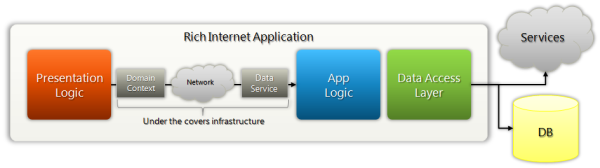 Rich Internet Application
Presentation
Logic
Domain
Context
Network
Data
Service
App
Logic
Data Access
Layer
Under the covers infrastructure
Services
DB